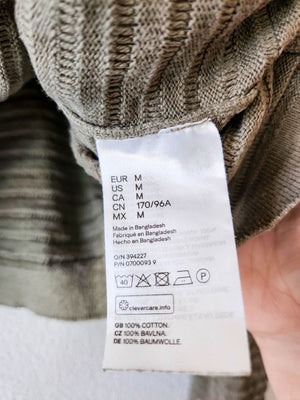 EUR M
US M
CA M
CN 170/96A
MX M
Made in Bangladesh
Fabriqué en Bangladesh
Hecho en Bangladesh
O/N 394227
P/N 0700093 9
40 P
clevercare.info
GB 100% COTTON.
CZ 100% BAVLNA.
DE 100% BAUMWOLLE.